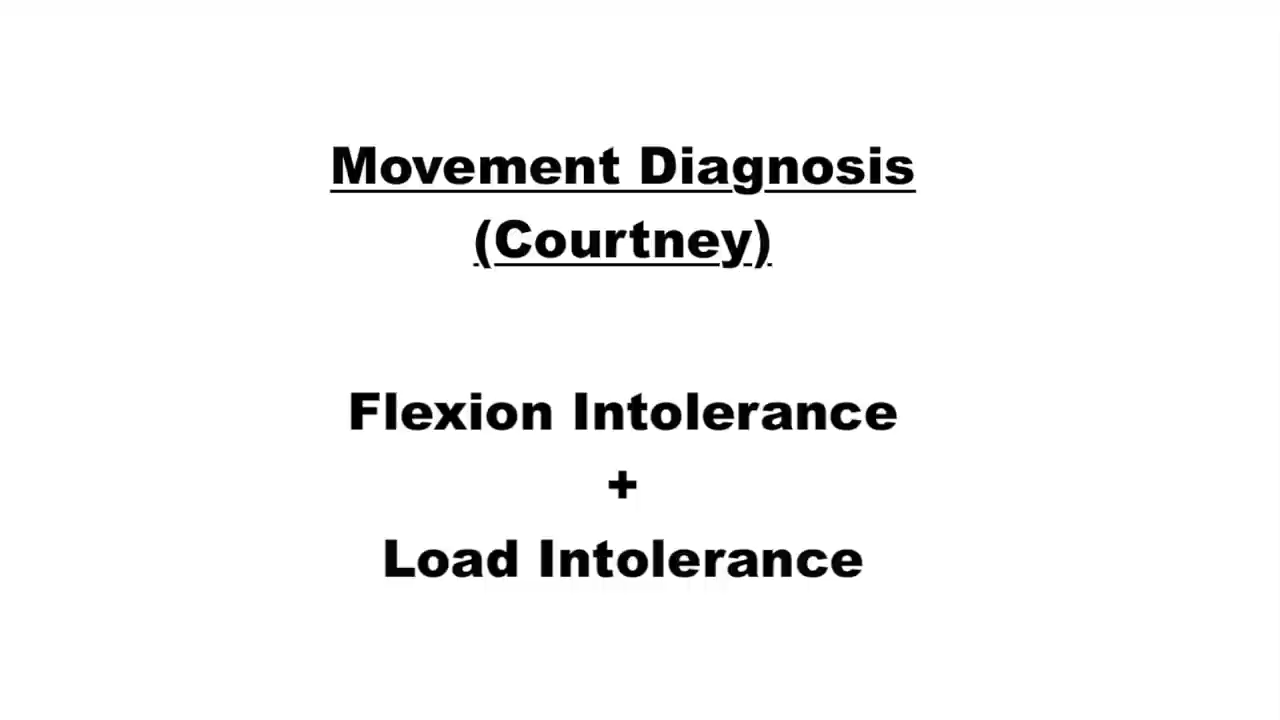 Movement Diagnosis
(Courtney)
Flexion Intolerance
+
Load Intolerance